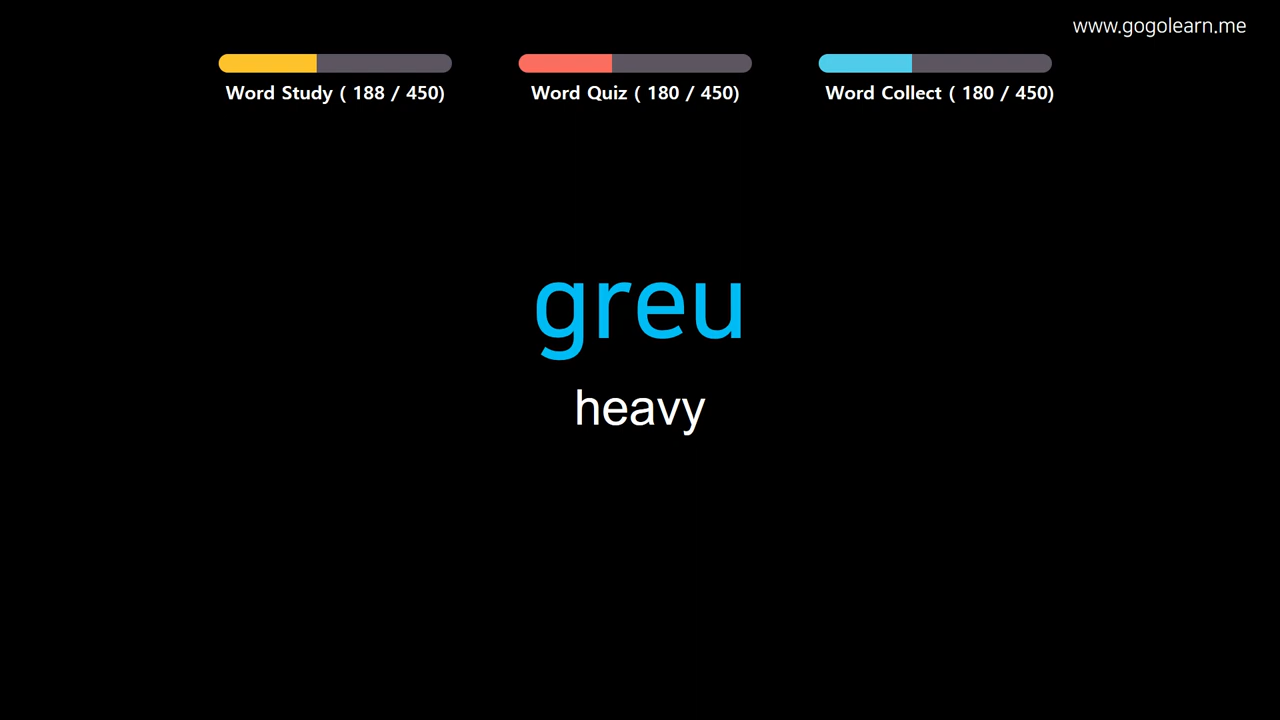 www.gogolearn.me
Word Study ( 188 / 450)
Word Quiz ( 180 / 450)
Word Collect ( 180 / 450)
greu
heavy